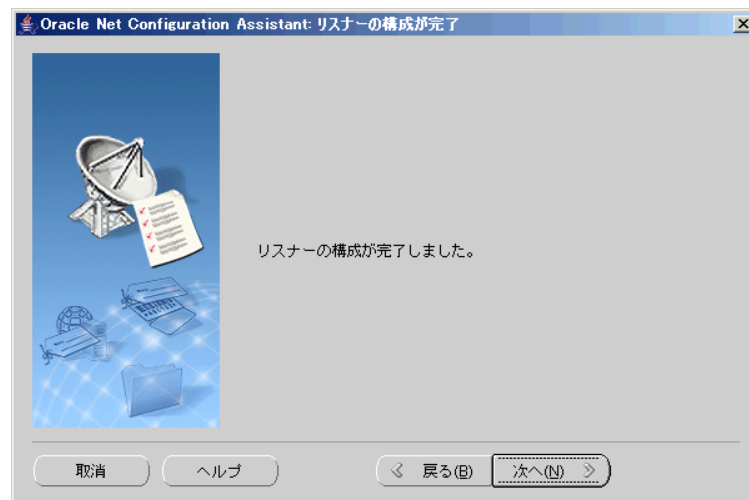 Oracle Net Configuration Assistant: リスナーの構成が完了
リスナーの構成が完了しました。
取消
ヘルプ
戻る(B)
次へ(N)